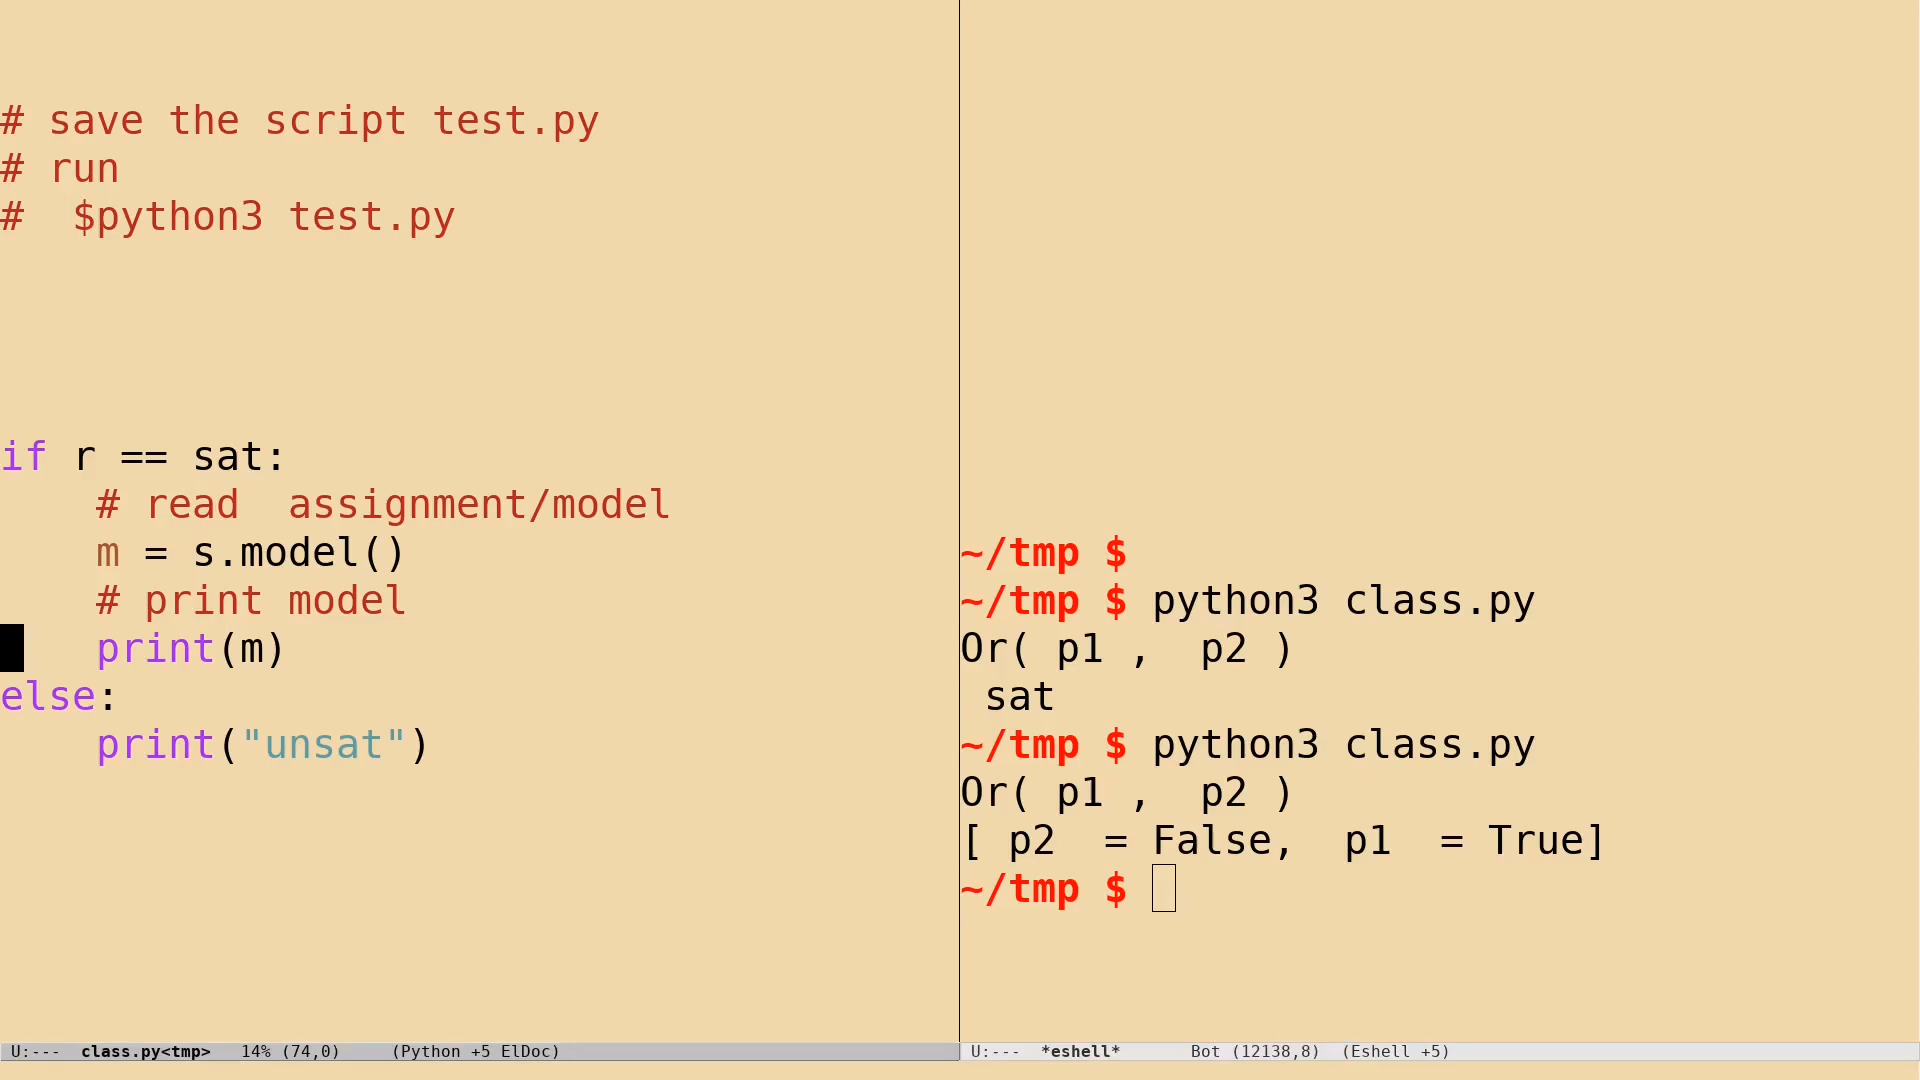 # save the script test.py
# run
#  $python3 test.py
if r == sat:
    # read  assignment/model
    m = s.model()
    # print model
    print(m)
else:
    print("unsat")
U:---  class.py<tmp>   14% (74,0)     (Python +5 ElDoc)
~/tmp $
~/tmp $ python3 class.py
Or( p1 ,  p2 )
 sat
~/tmp $ python3 class.py
Or( p1 ,  p2 )
[ p2  = False,  p1  = True]
~/tmp $
U:---  *eshell*       Bot (12138,8)  (Eshell +5)